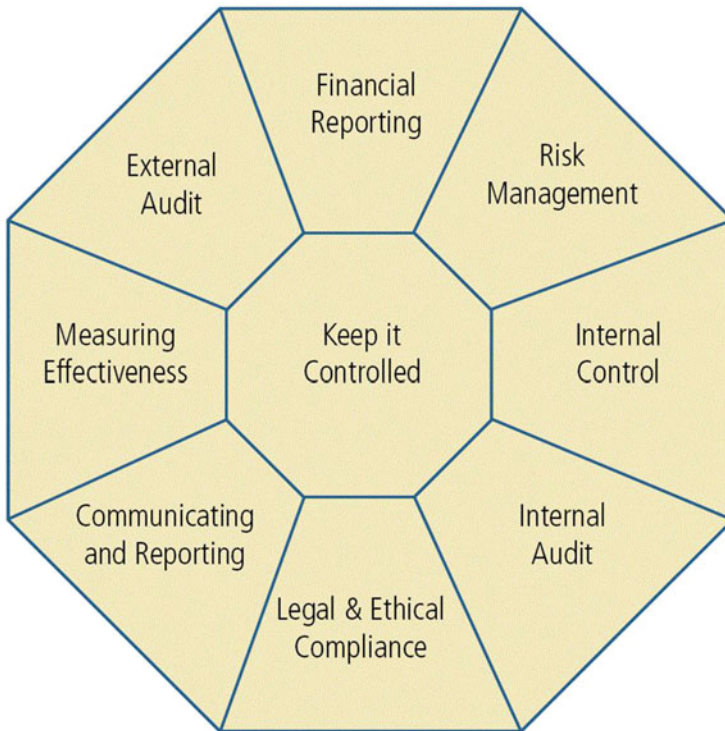 Financial
Reporting
Risk
Management
Internal
Control
Internal
Audit
Legal & Ethical
Compliance
Communicating
and Reporting
Measuring
Effectiveness
External
Audit
Keep it
Controlled